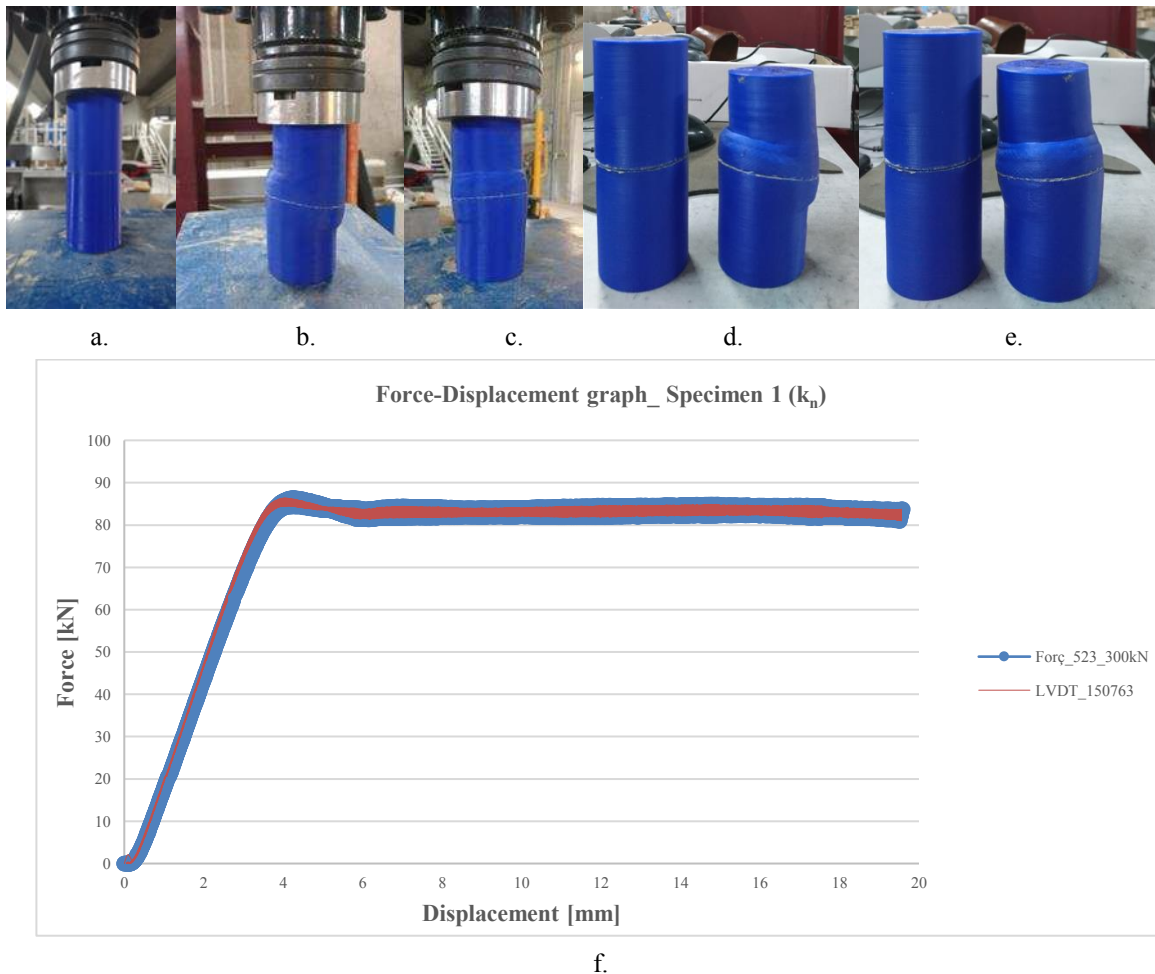 a.
b.
c.
d.
e.
Force-Displacement graph_ Specimen 1 (kₙ)
100
90
80
70
60
50
40
30
20
10
0
Force [kN]
0 2 4 6 8 10 12 14 16 18 20
Displacement [mm]
Forç_523_300kN
LVDT_150763
f.